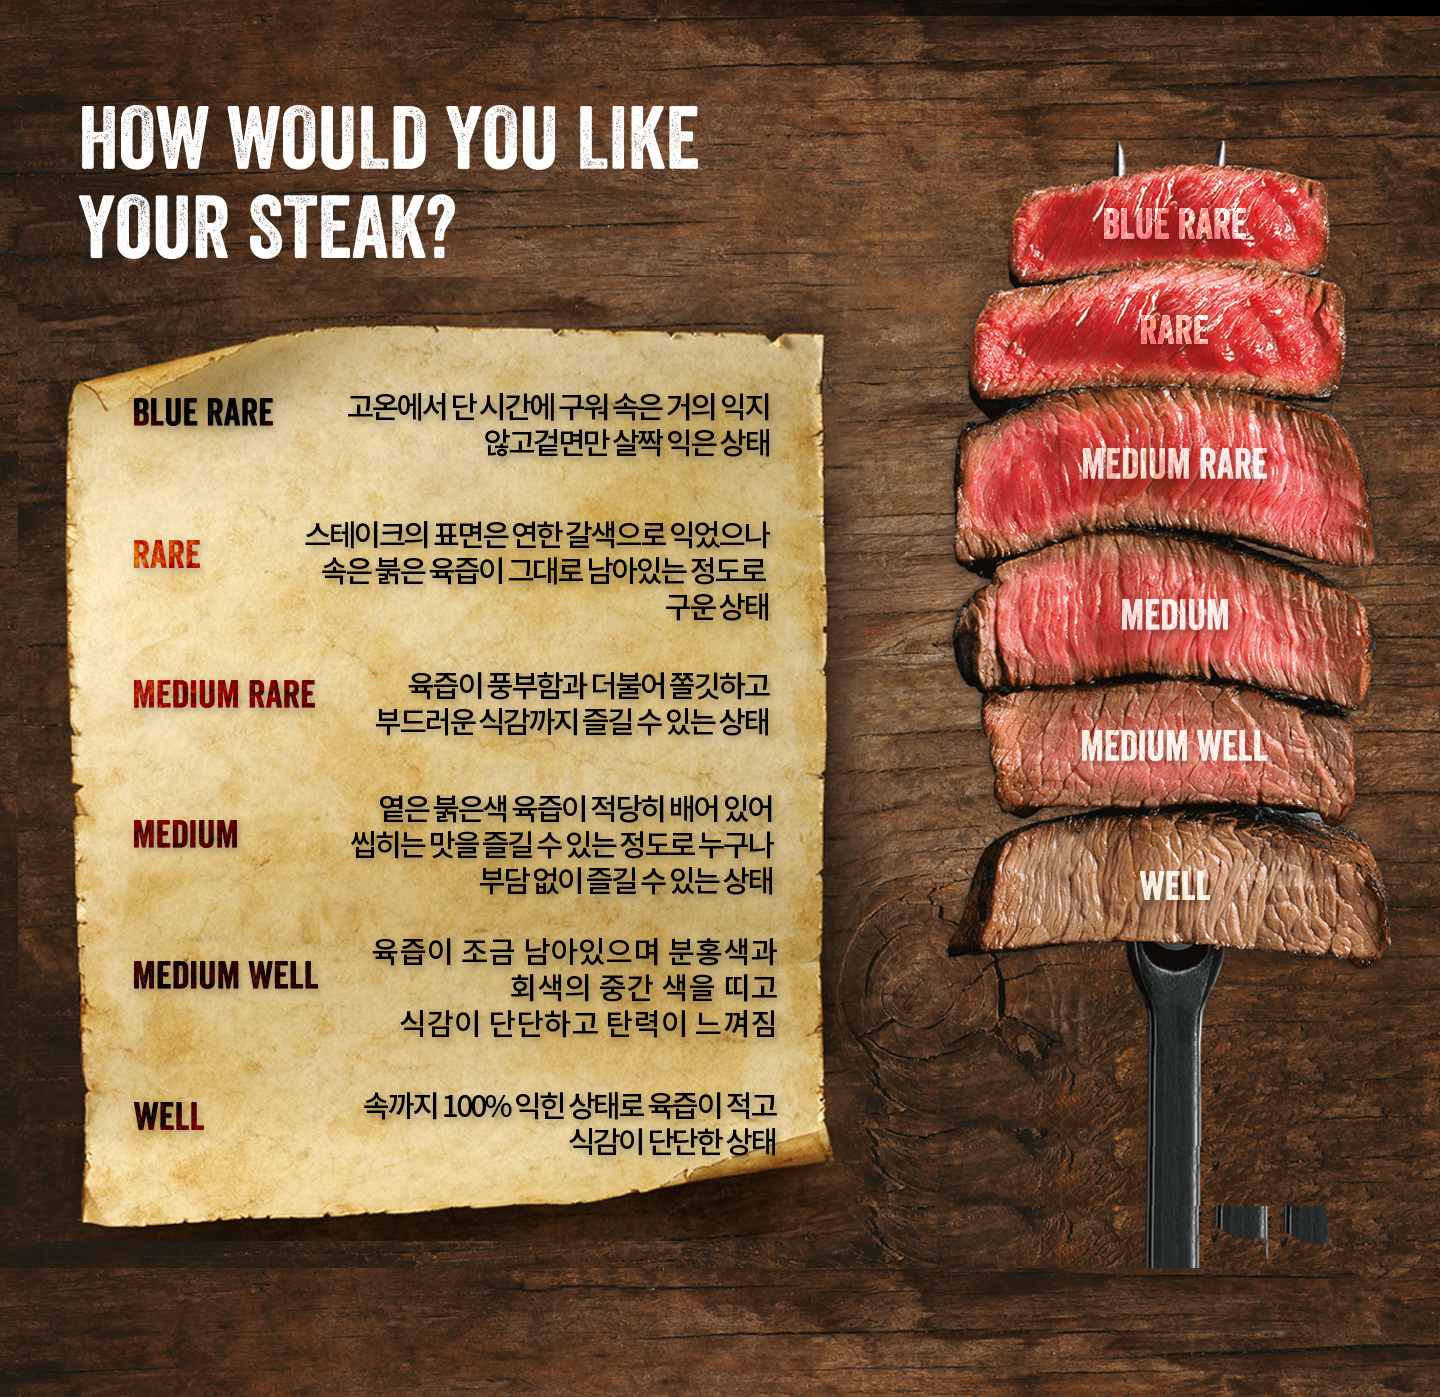 HOW WOULD YOU LIKE
YOUR STEAK?
BLUE RARE
고온에서 단 시간에 구워 속은 거의 익지
않고겉면만 살짝 익은 상태
RARE
스테이크의 표면은 연한 갈색으로 익었으나
속은 붉은 육즙이 그대로 남아있는 정도로
구운 상태
MEDIUM RARE
육즙이 풍부함과 더불어 쫄깃하고
부드러운 식감까지 즐길 수 있는 상태
MEDIUM
옅은 붉은색 육즙이 적당히 배어 있어
씹히는 맛을 즐길 수 있는 정도로 누구나
부담 없이 즐길 수 있는 상태
MEDIUM WELL
육즙이 조금 남아있으며 분홍색과
회색의 중간 색을 띠고
식감이 단단하고 탄력이 느껴짐
WELL
속까지 100% 익힌 상태로 육즙이 적고
식감이 단단한 상태
BLUE RARE
RARE
MEDIUM RARE
MEDIUM
MEDIUM WELL
WELL